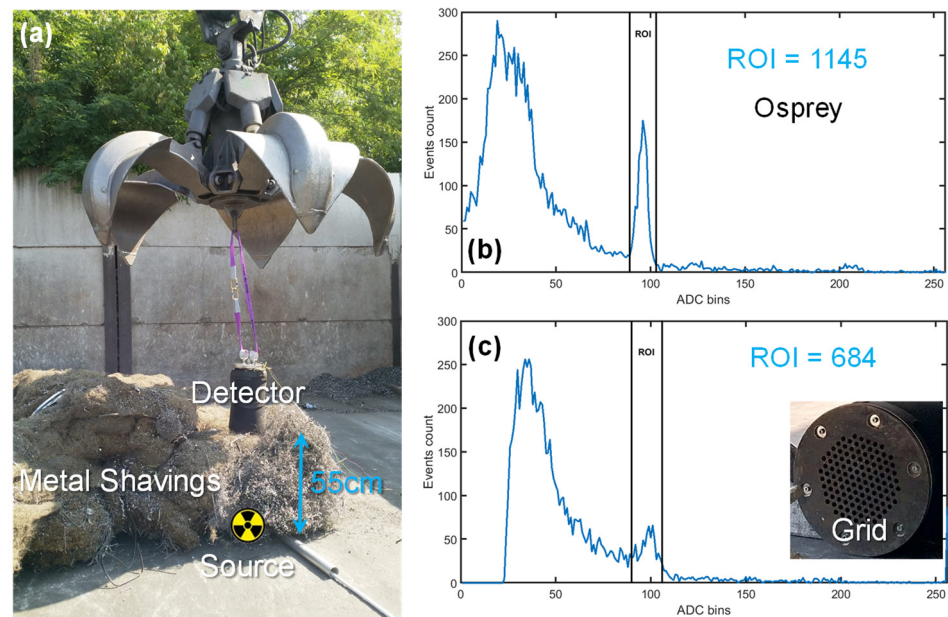 (a)
Detector
Metal Shavings
55cm
Source
300
250
200
150
100
50
0
Events count
ROI
ROI = 1145
Osprey
(b)
0
50
100
150
200
250
ADC bins
300
250
200
150
100
50
0
Events count
(c)
ROI
ROI = 684
Grid
0
50
100
150
200
250
ADC bins